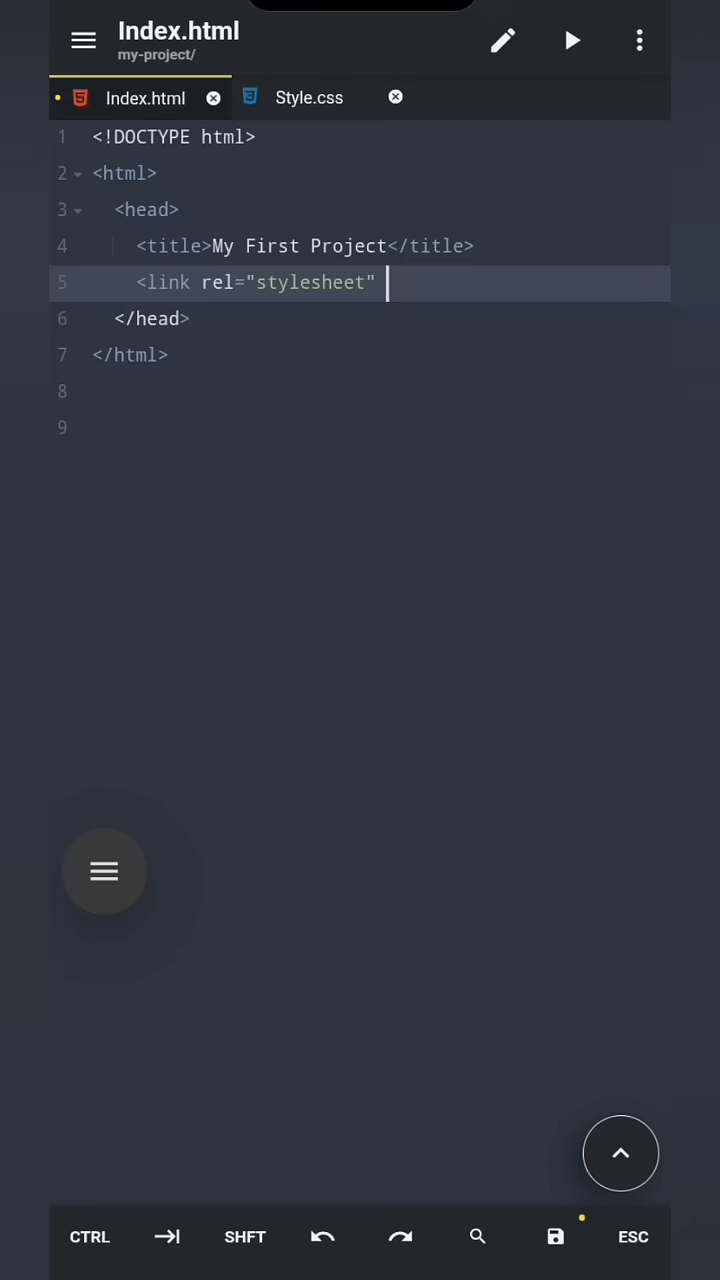 Index.html
my-project/
Index.html
Style.css
1 <!DOCTYPE html>
2 <html>
3 <head>
4 <title>My First Project</title>
5 <link rel="stylesheet"
6 </head>
7 </html>
8
9
CTRL SHFT ESC